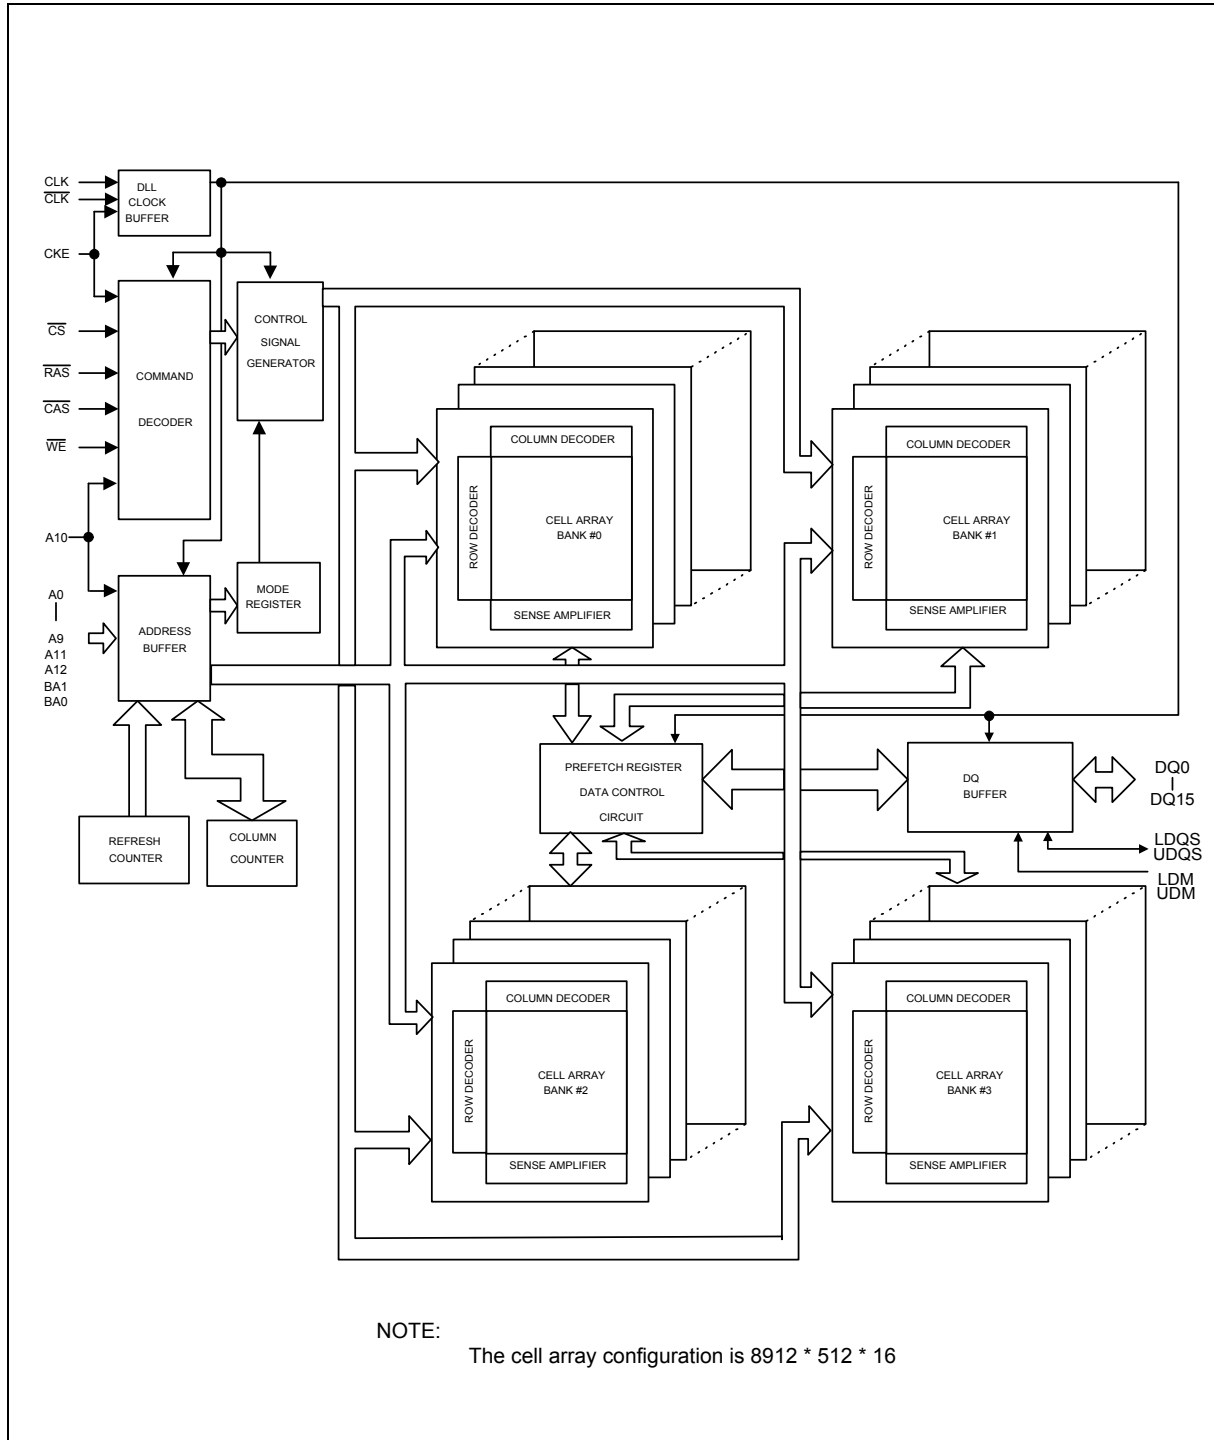 CLK
CLK
CKE
CS
RAS
CAS
WE
A10
A0
A9
A11
A12
BA1
BA0
DLL
CLOCK
BUFFER
COMMAND
DECODER
CONTROL
SIGNAL
GENERATOR
MODE
REGISTER
ADDRESS
BUFFER
REFRESH
COUNTER
COLUMN
COUNTER
COLUMN DECODER
ROW DECODER
CELL ARRAY
BANK #0
SENSE AMPLIFIER
COLUMN DECODER
ROW DECODER
CELL ARRAY
BANK #1
SENSE AMPLIFIER
PREFETCH REGISTER
DATA CONTROL
CIRCUIT
DQ
BUFFER
DQ0
DQ15
LDQS
UDQS
LDM
UDM
COLUMN DECODER
ROW DECODER
CELL ARRAY
BANK #2
SENSE AMPLIFIER
COLUMN DECODER
ROW DECODER
CELL ARRAY
BANK #3
SENSE AMPLIFIER
NOTE:
The cell array configuration is 8912 * 512 * 16